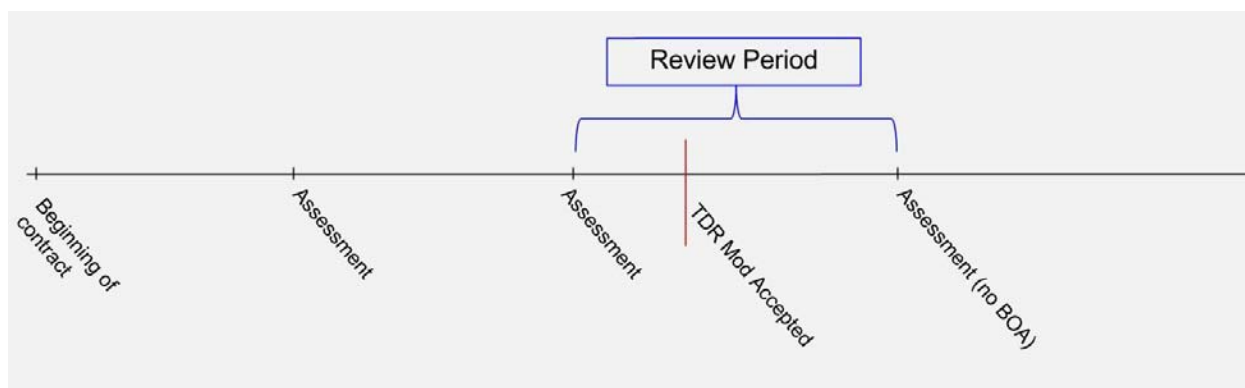 Review Period
Beginning of
contract
Assessment
Assessment
TDR Mod Accepted
Assessment (no BOA)